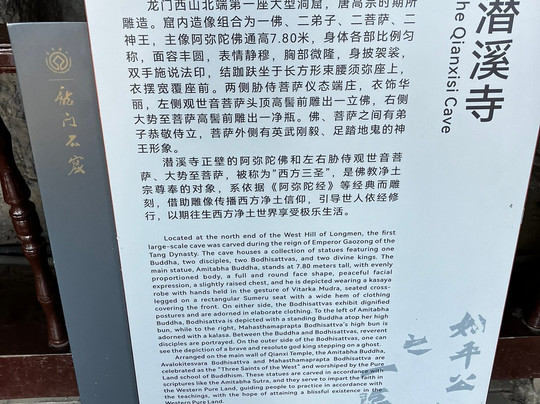 潜溪寺
The Qianxisi Cave
龙门石窟
龙门西山北端第一座大型洞窟，唐高宗时期所
雕造。窟内造像组合为一佛、二弟子、二菩萨、二
神王，主像阿弥陀佛通高7.80米，身体各部比例匀
称，面容丰圆，表情静穆，胸部微隆，身披袈裟，
双手施说法印，结跏趺坐于长方形束腰须弥座上，
衣摆宽覆座前。两侧胁侍菩萨仪态端庄，衣饰华
丽，左侧观世音菩萨头顶高髻前雕出一立佛，右侧
大势至菩萨高髻前雕出一净瓶。佛、菩萨之间有弟
子恭敬侍立，菩萨外侧有英武刚毅、足踏地鬼的神
王形象。
潜溪寺正壁的阿弥陀佛和左右胁侍观世音菩
萨、大势至菩萨，被称为"西方三圣"，是佛教净土
宗尊奉的对象，系依据《阿弥陀经》等经典而雕
刻，借助雕像传播西方净土信仰，引导世人依经修
行，以期往生西方净土世界享受极乐生活。
Located at the north end of the West Hill of Longmen, the first
large-scale cave was carved during the reign of Emperor Gaozong of the
Tang Dynasty. The cave houses a collection of statues featuring one
Buddha, two disciples, two Bodhisattvas, and two divine kings. The
main statue, Amitabha Buddha, stands at 7.80 meters tall, with evenly
proportioned body, a full and round face shape, peaceful facial
expression, a slightly raised chest, and he is depicted wearing a kasaya
robe with hands held in the gesture of Vitarka Mudra, seated cross-
legged on a rectangular Sumeru seat with a wide hem of clothing
covering the front. On either side, the Bodhisattvas exhibit dignified
postures and are adorned in elaborate clothing. To the left of Amitabha
Buddha, Bodhisattva is depicted with a standing Buddha atop her high
bun, while to the right, Mahasthamaprapta Bodhisattva's high bun is
adorned with a kalasa. Between the Buddha and Bodhisattvas, reverent
disciples are portrayed. On the outer side of the Bodhisattvas, one can
see the depiction of a brave and resolute god king stepping on a ghost.
Arranged on the main wall of Qianxi Temple, the Amitabha Buddha,
Avalokitesvara Bodhisattva and Mahasthamaprapta Bodhisattva are
celebrated as the "Three Saints of the West" and worshiped by the Pure
Land school of Buddhism. These statues are carved in accordance with
scriptures like the Amitabha Sutra, and they serve to impart the faith in
the Western Pure Land, guiding people to practice in accordance with
the teachings, with the hope of attaining a blissful existence in the
Western Pure Land.
始平公